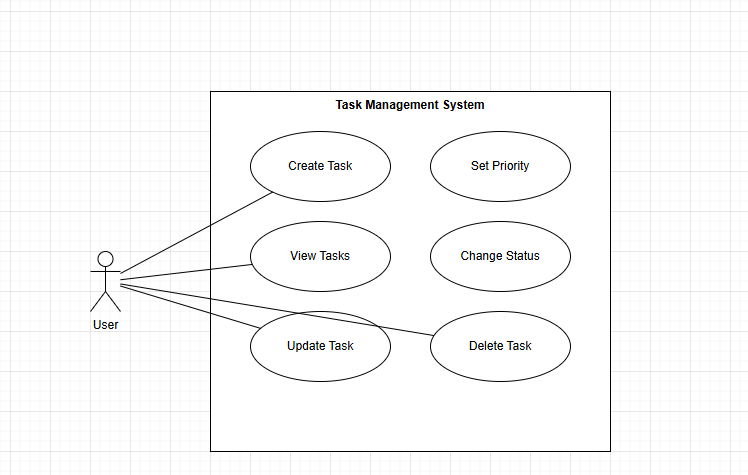 Task Management System
Create Task
Set Priority
View Tasks
Change Status
User
Update Task
Delete Task